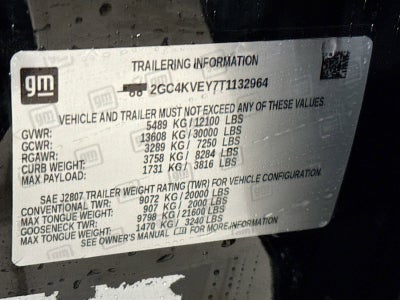 gm
TRAILERING INFORMATION
2GC4KVEY7T1132964
VEHICLE AND TRAILER MUST NOT EXCEED ANY OF THESE VALUES
GVWR: 5489 KG/12100 LBS
GCWR: 13608 KG/30000 LBS
RGAWR: 3289 KG/ 7250 LBS
CURB WEIGHT: 3758 KG/ 8284 LBS
MAX PAYLOAD: 1731 KG/ 3816 LBS
SAE J2807 TRAILER WEIGHT RATING (TWR) FOR VEHICLE CONFIGURATION.
CONVENTIONAL TWR: 9072 KG/20000 LBS
MAX TONGUE WEIGHT: 907 KG/ 2000 LBS
GOOSENECK TWR: 9798 KG/21600 LBS
MAX TONGUE WEIGHT: 1470 KG/ 3240 LBS
SEE OWNER'S MANUAL FOR MORE INFORMATION